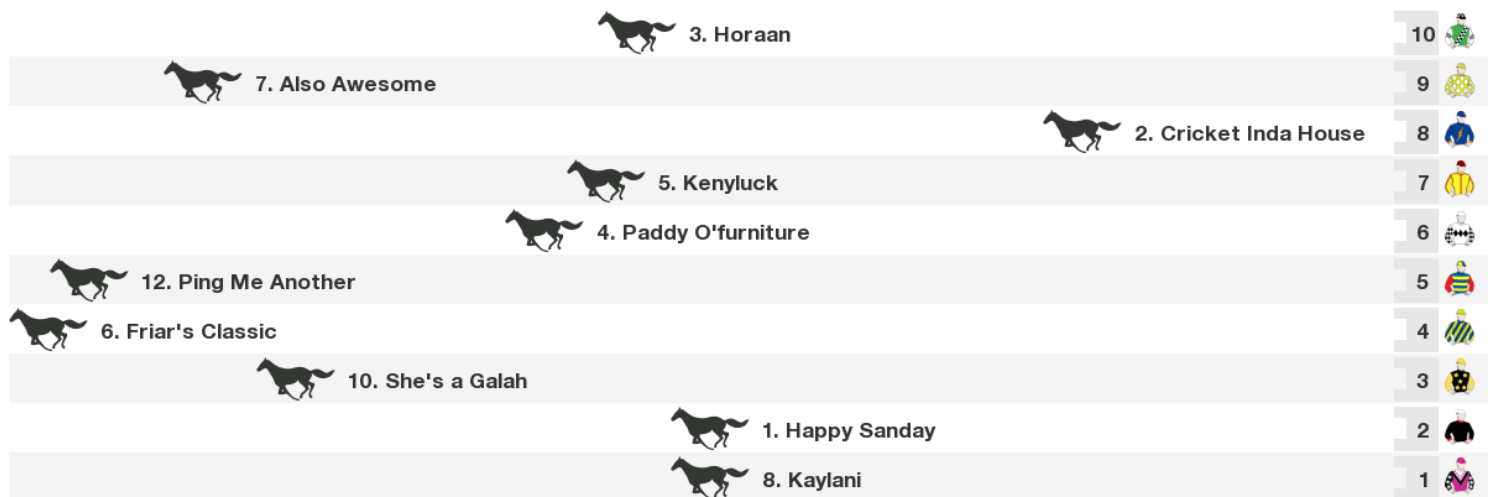 3. Horaan 10
7. Also Awesome 9
2. Cricket Inda House 8
5. Kenyluck 7
4. Paddy O'furniture 6
12. Ping Me Another 5
6. Friar's Classic 4
10. She's a Galah 3
1. Happy Sanday 2
8. Kaylani 1